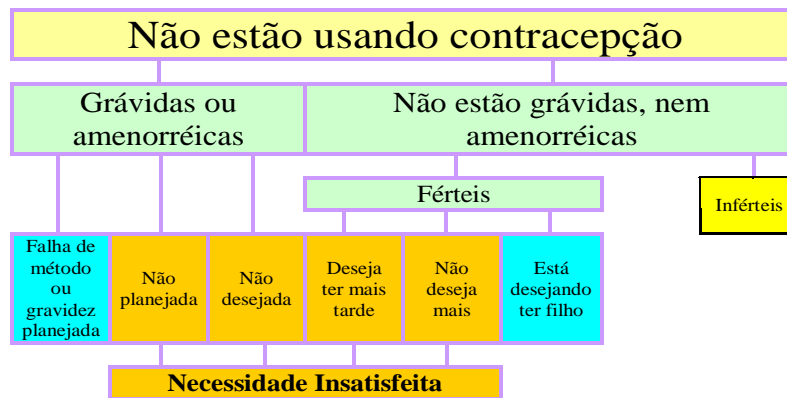 Não estão usando contracepção
Grávidas ou
amenorréicas
Não estão grávidas, nem
amenorréicas
Férteis
Inférteis
Falha de
método
ou
gravidez
planejada
Não
planejada
Não
desejada
Deseja
ter mais
tarde
Não
deseja
mais
Está
desejando
ter filho
Necessidade Insatisfeita